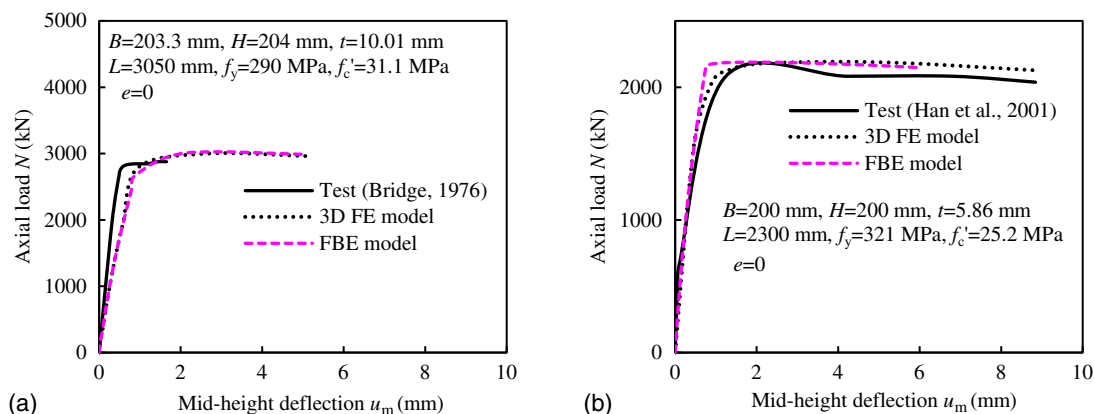 5000
4000
3000
2000
1000
0
Axial load N (kN)
B=203.3 mm, H=204 mm, t=10.01 mm
L=3050 mm, fy=290 MPa, fc'=31.1 MPa
e=0
Test (Bridge, 1976)
3D FE model
FBE model
0 2 4 6 8 10
Mid-height deflection um (mm)
(a)
2000
1000
0
Axial load N (kN)
Test (Han et al., 2001)
3D FE model
FBE model
B=200 mm, H=200 mm, t=5.86 mm
L=2300 mm, fy=321 MPa, fc'=25.2 MPa
e=0
0 2 4 6 8 10
Mid-height deflection um (mm)
(b)